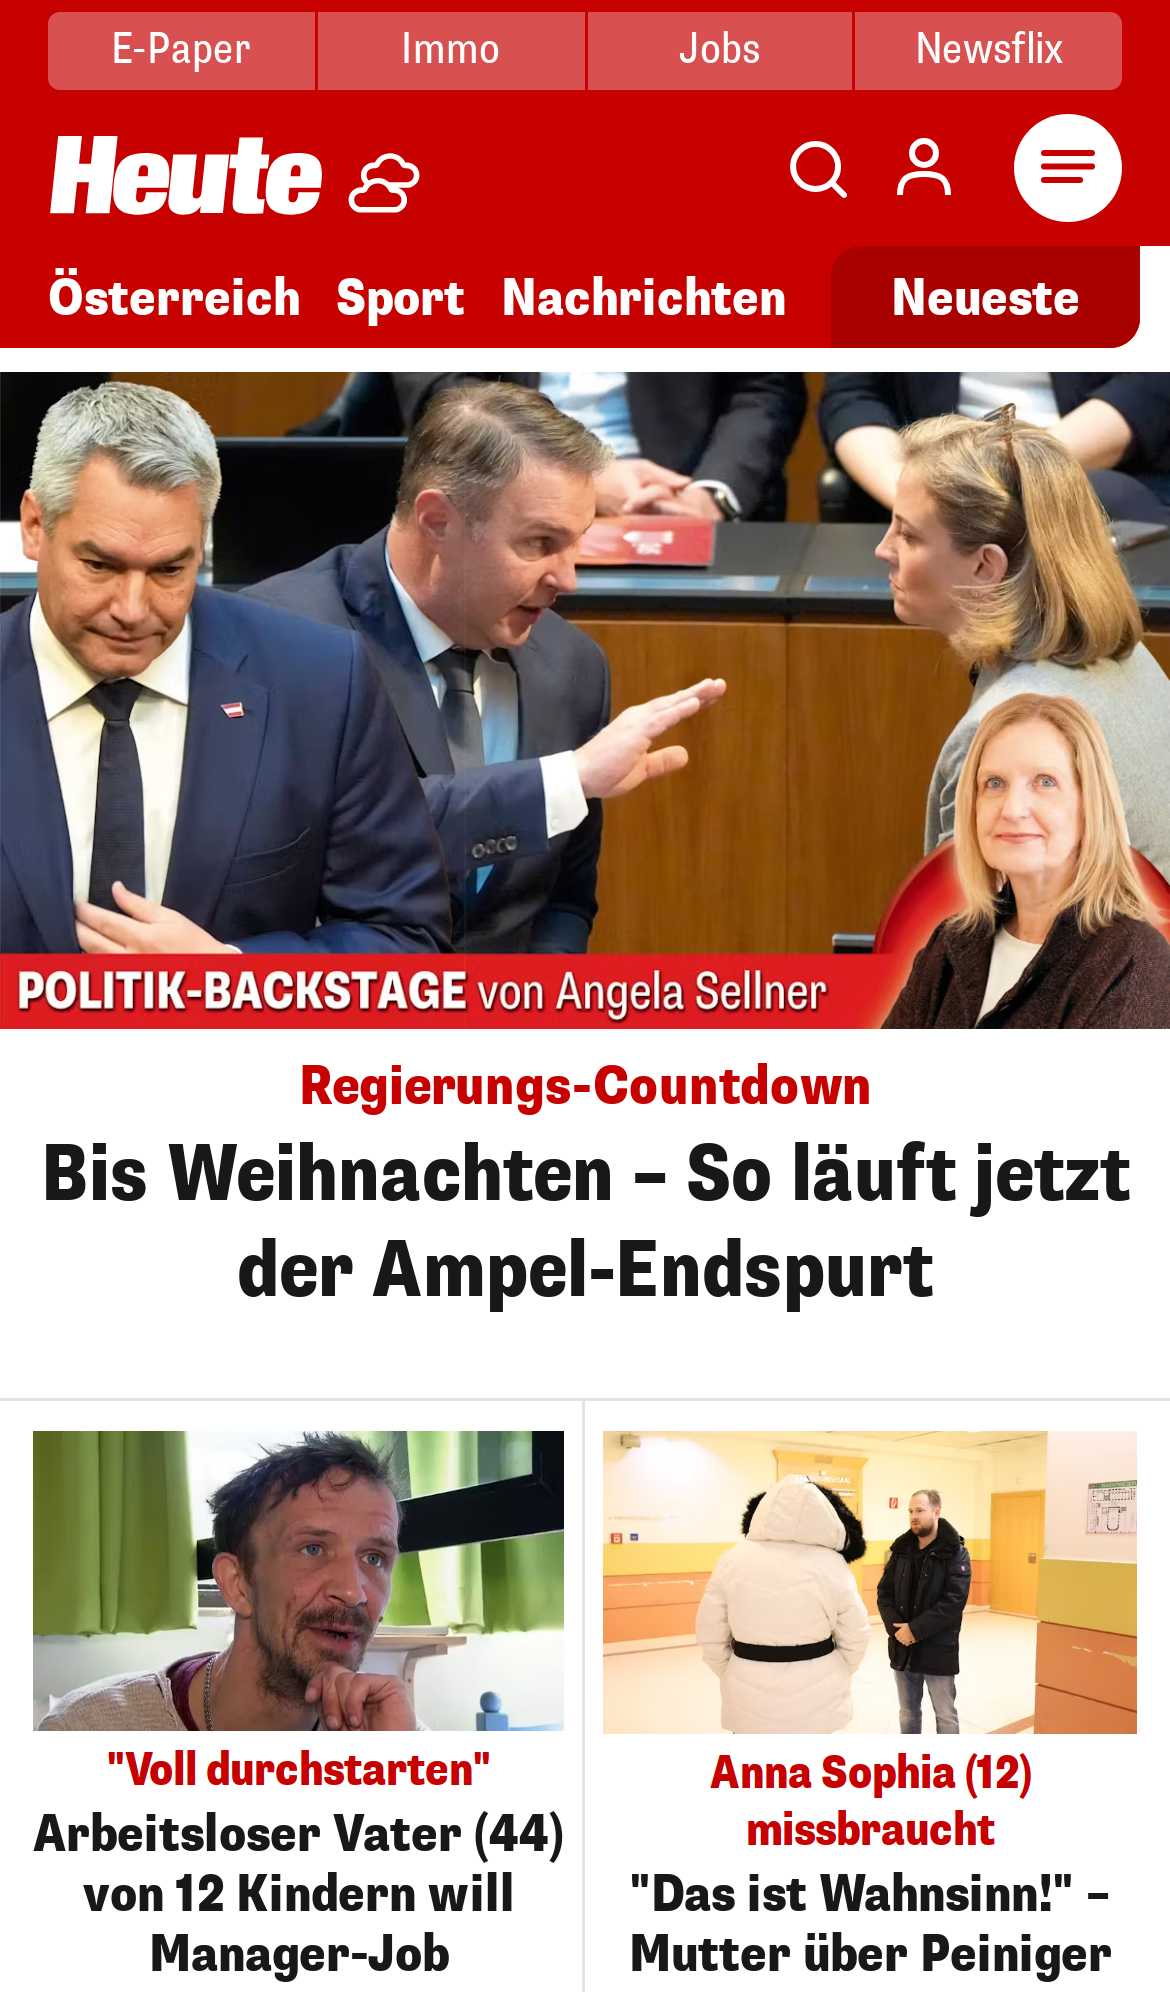 E-Paper
Immo
Jobs
Newsflix
Heute
Österreich
Sport
Nachrichten
Neueste
POLITIK-BACKSTAGE von Angela Sellner
Regierungs-Countdown
Bis Weihnachten – So läuft jetzt
der Ampel-Endspurt
"Voll durchstarten"
Arbeitsloser Vater (44)
von 12 Kindern will
Manager-Job
Anna Sophia (12)
missbraucht
"Das ist Wahnsinn!" –
Mutter über Peiniger